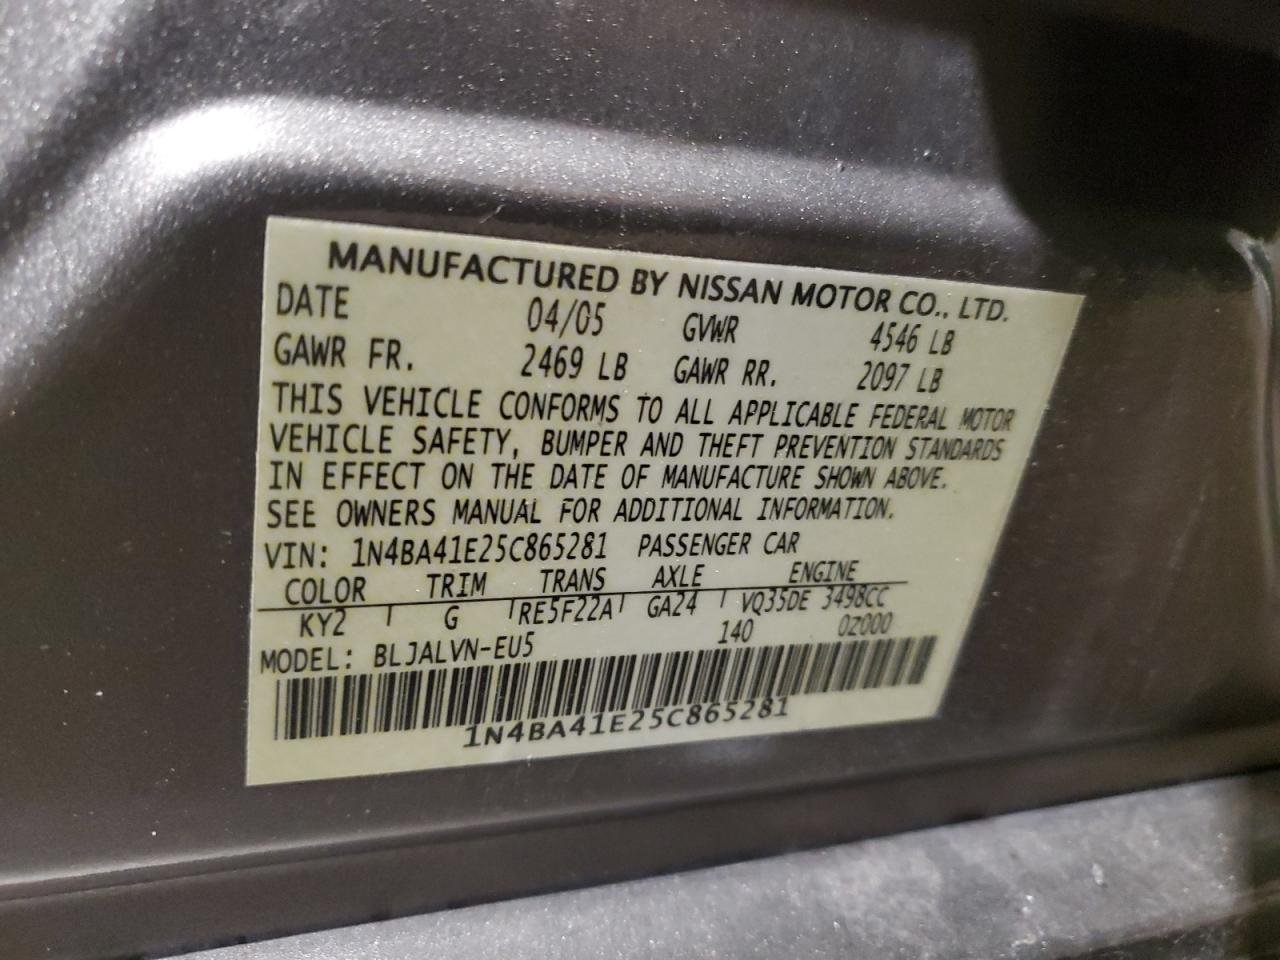 MANUFACTURED BY NISSAN MOTOR CO., LTD.
DATE 04/05 GVWR 4546 LB
GAWR FR. 2469 LB GAWR RR. 2097 LB
THIS VEHICLE CONFORMS TO ALL APPLICABLE FEDERAL MOTOR
VEHICLE SAFETY, BUMPER AND THEFT PREVENTION STANDARDS
IN EFFECT ON THE DATE OF MANUFACTURE SHOWN ABOVE.
SEE OWNERS MANUAL FOR ADDITIONAL INFORMATION.
VIN: 1N4BA41E25C865281 PASSENGER CAR
COLOR TRIM TRANS AXLE ENGINE
KY2 G RE5F22A GA24 VQ35DE 3498CC
MODEL: BLJALVN-EU5 140 0Z000
1N4BA41E25C865281